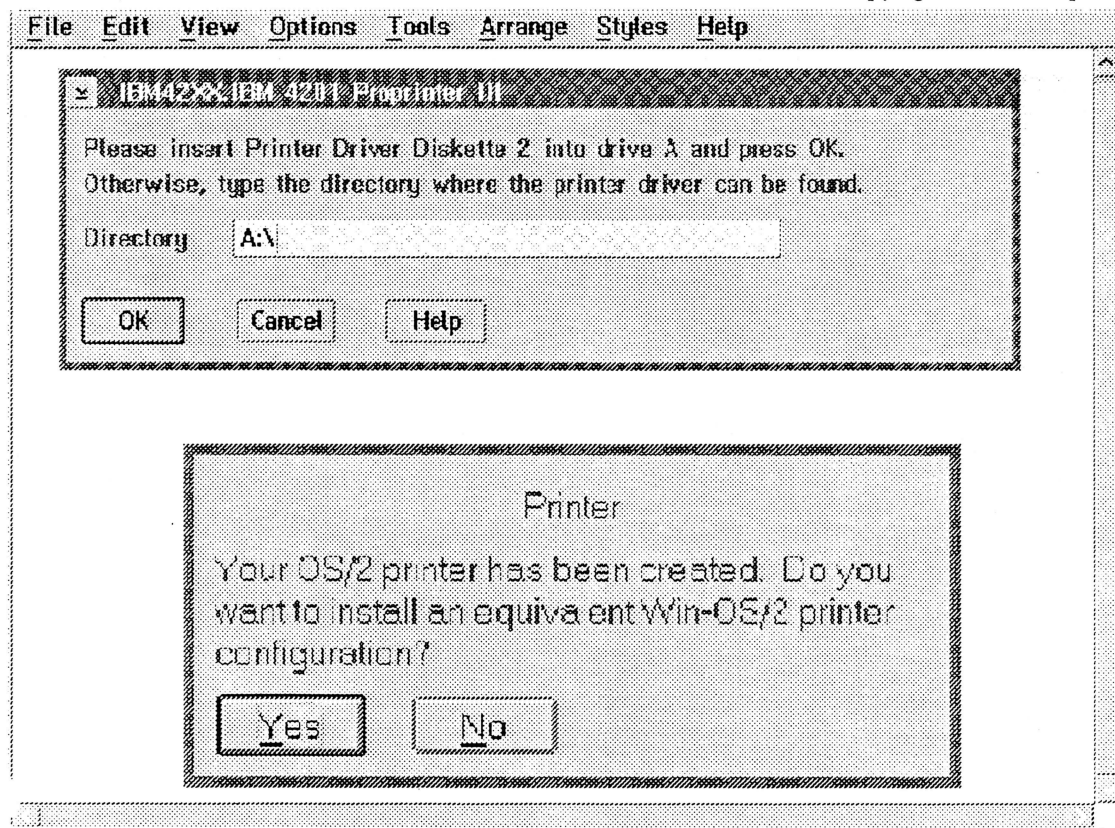 File Edit View Options Tools Arrange Styles Help
IBM42XX.IBM 4201 Proprinter III
Please insert Printer Driver Diskette 2 into drive A and press OK.
Otherwise, type the directory where the printer driver can be found.
Directory A:\
OK Cancel Help
Printer
Your OS/2 printer has been created. Do you
want to install an equivalent Win-OS/2 printer
configuration?
Yes No